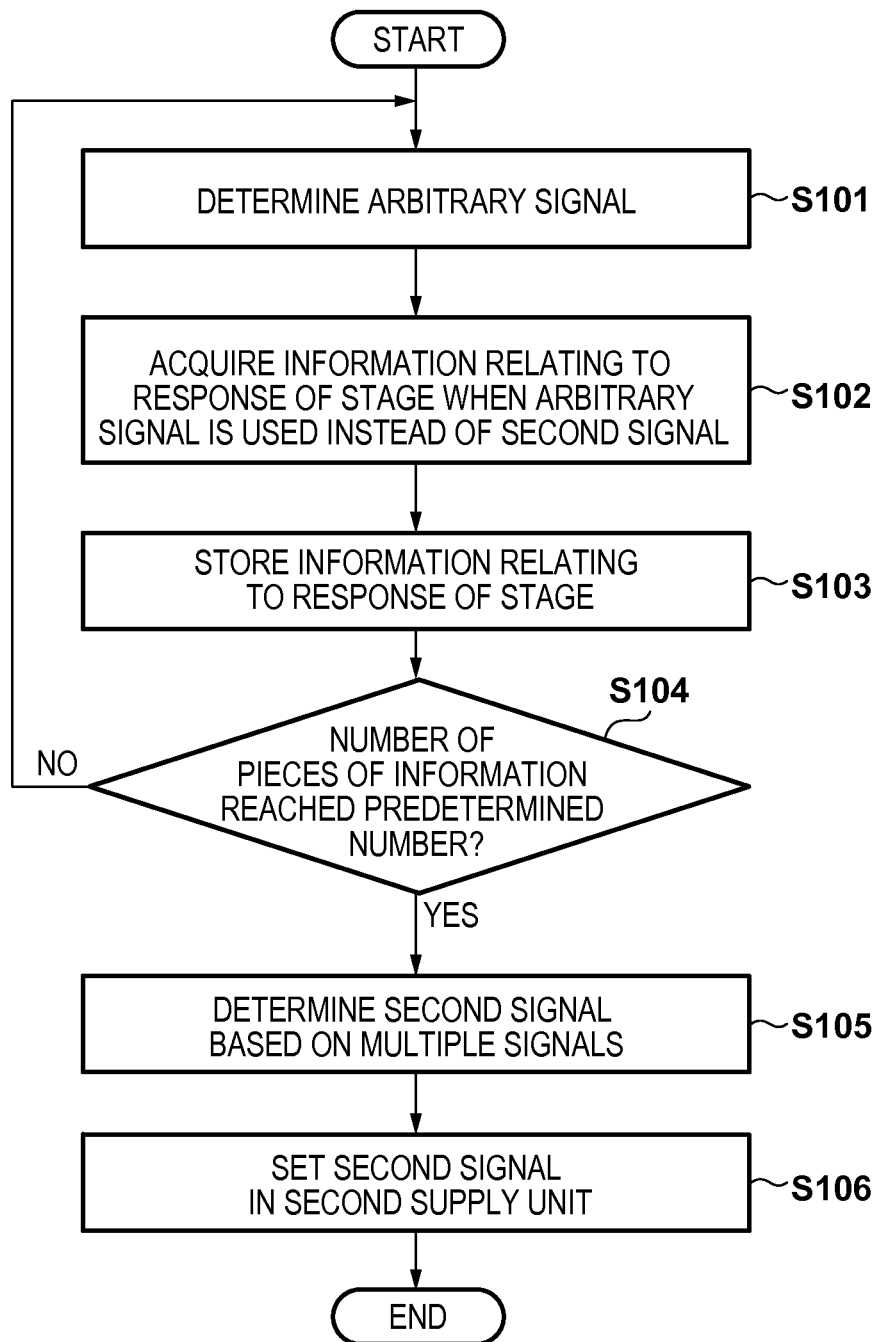 START
DETERMINE ARBITRARY SIGNAL
S101
ACQUIRE INFORMATION RELATING TO
RESPONSE OF STAGE WHEN ARBITRARY
SIGNAL IS USED INSTEAD OF SECOND SIGNAL
S102
STORE INFORMATION RELATING
TO RESPONSE OF STAGE
S103
S104
NUMBER OF
PIECES OF INFORMATION
REACHED PREDETERMINED
NUMBER?
NO
YES
DETERMINE SECOND SIGNAL
BASED ON MULTIPLE SIGNALS
S105
SET SECOND SIGNAL
IN SECOND SUPPLY UNIT
S106
END